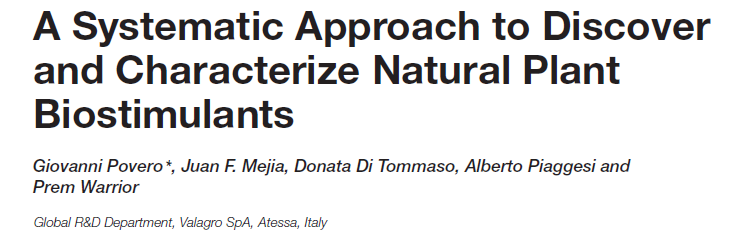 A Systematic Approach to Discover
and Characterize Natural Plant
Biostimulants
Giovanni Povero*, Juan F. Mejia, Donata Di Tommaso, Alberto Piaggesi and
Prem Warrior
Global R&D Department, Valagro SpA, Atessa, Italy